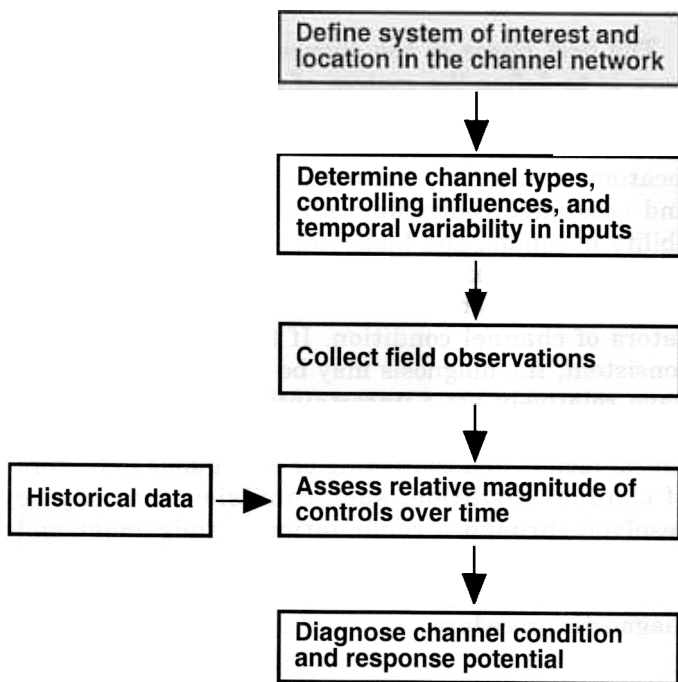 Define system of interest and
location in the channel network
Determine channel types,
controlling influences, and
temporal variability in inputs
Collect field observations
Historical data
Assess relative magnitude of
controls over time
Diagnose channel condition
and response potential